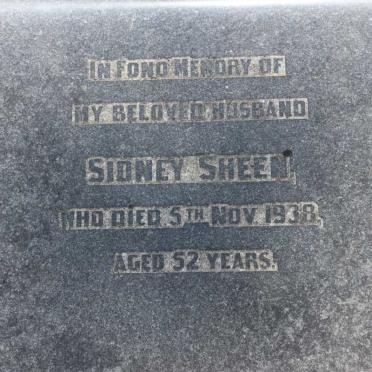 In Fond Memory of
My Beloved Husband
Sidney Sheen,
Who Died 5th Nov 1938,
Aged 52 Years.